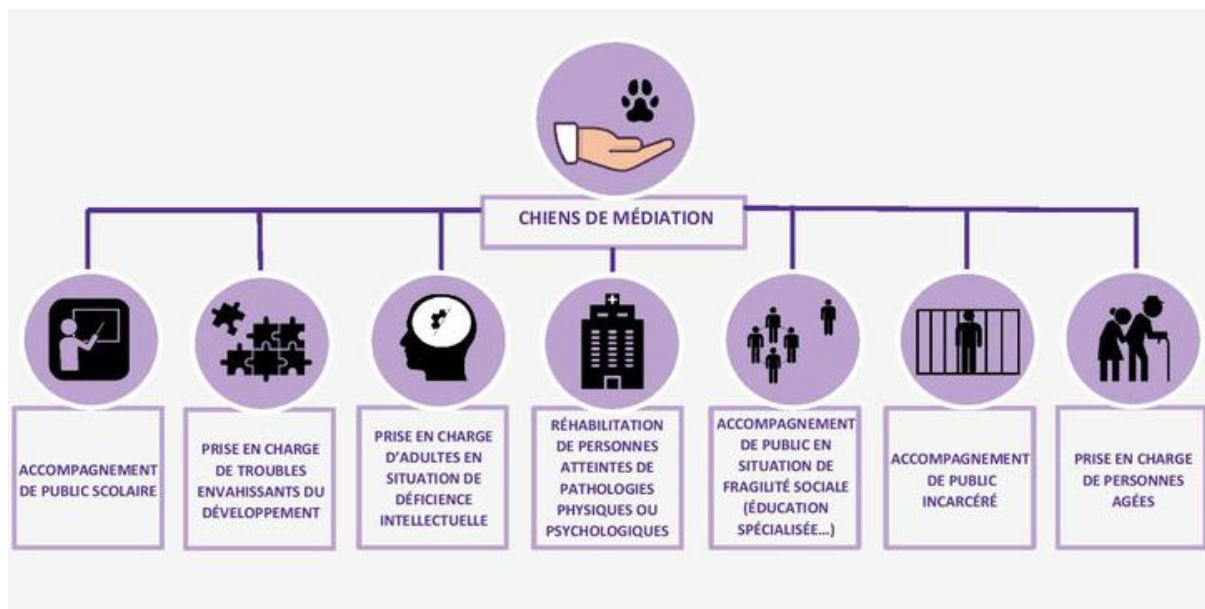 CHIENS DE MÉDIATION
ACCOMPAGNEMENT
DE PUBLIC SCOLAIRE
PRISE EN CHARGE
DE TROUBLES
ENVAHISSANTS DU
DÉVELOPPEMENT
PRISE EN CHARGE
D'ADULTES EN
SITUATION DE
DÉFICIENCE
INTELLECTUELLE
RÉHABILITATION
DE PERSONNES
ATTEINTES DE
PATHOLOGIES
PHYSIQUES OU
PSYCHOLOGIQUES
ACCOMPAGNEMENT
DE PUBLIC EN
SITUATION DE
FRAGILITÉ SOCIALE
(ÉDUCATION
SPÉCIALISÉE...)
ACCOMPAGNEMENT
DE PUBLIC
INCARCÉRÉ
PRISE EN CHARGE
DE PERSONNES
AGÉES